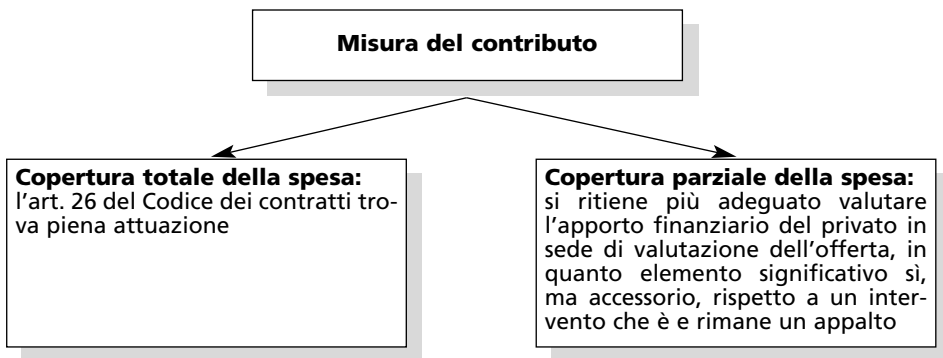 Misura del contributo
Copertura totale della spesa:
l’art. 26 del Codice dei contratti tro-
va piena attuazione
Copertura parziale della spesa:
si ritiene più adeguato valutare
l’apporto finanziario del privato in
sede di valutazione dell’offerta, in
quanto elemento significativo sì,
ma accessorio, rispetto a un inter-
vento che è e rimane un appalto